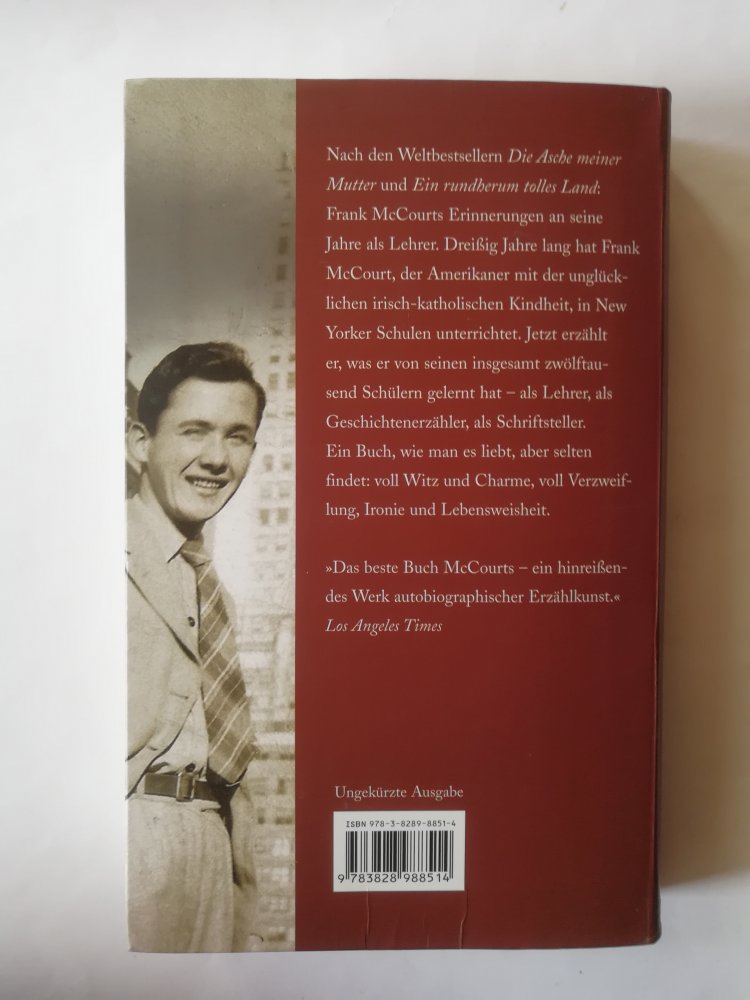 Nach den Weltbestsellern Die Asche meiner
Mutter und Ein rundherum tolles Land:
Frank McCourts Erinnerungen an seine
Jahre als Lehrer. Dreißig Jahre lang hat Frank
McCourt, der Amerikaner mit der unglück-
lichen irisch-katholischen Kindheit, in New
Yorker Schulen unterrichtet. Jetzt erzählt
er, was er von seinen insgesamt zwölftau-
send Schülern gelernt hat – als Lehrer, als
Geschichtenerzähler, als Schriftsteller.
Ein Buch, wie man es liebt, aber selten
findet: voll Witz und Charme, voll Verzweif-
lung, Ironie und Lebensweisheit.
»Das beste Buch McCourts – ein hinreißen-
des Werk autobiographischer Erzählkunst.«
Los Angeles Times
Ungekürzte Ausgabe
ISBN 978-3-8289-8851-4
9 783828 988514